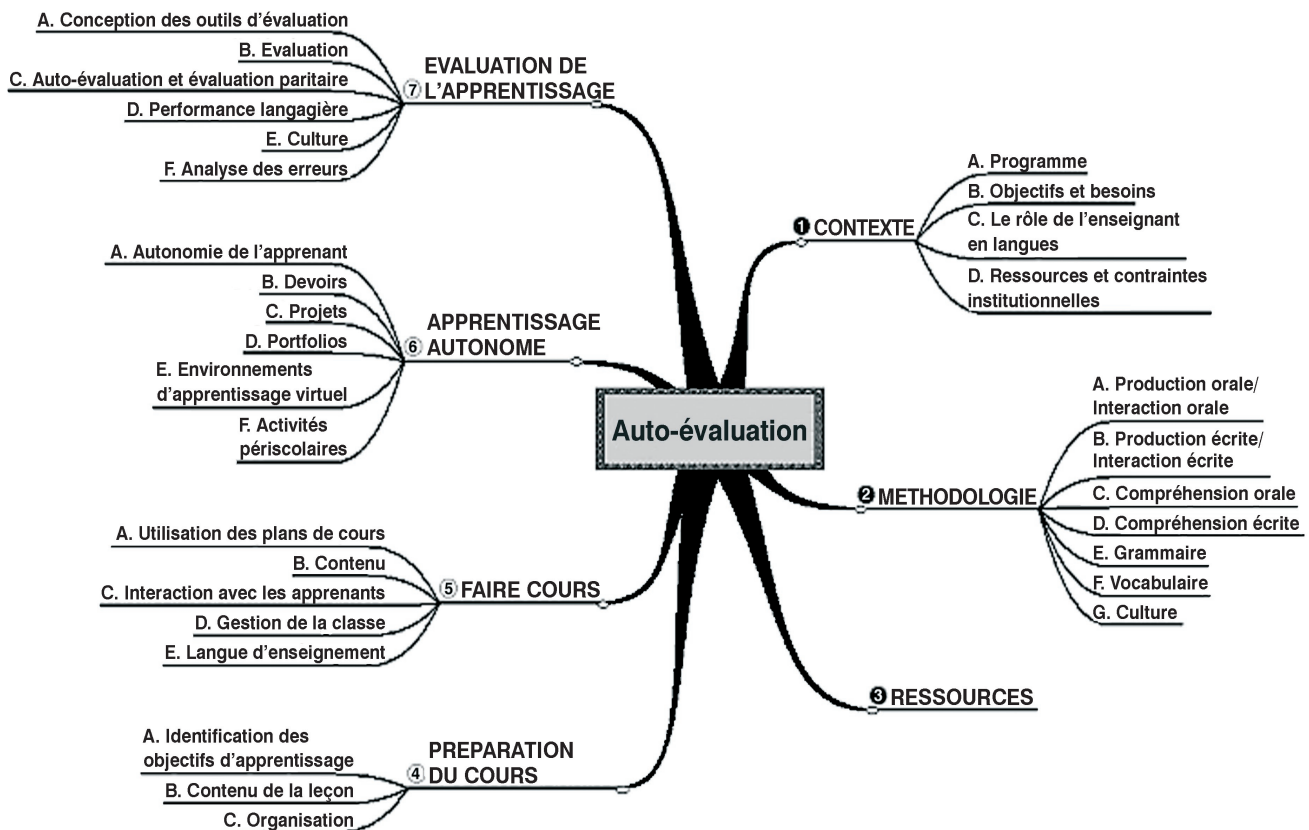 Auto-évaluation
❶ CONTEXTE
A. Programme
B. Objectifs et besoins
C. Le rôle de l’enseignant
en langues
D. Ressources et contraintes
institutionnelles
❷ METHODOLOGIE
A. Production orale/
Interaction orale
B. Production écrite/
Interaction écrite
C. Compréhension orale
D. Compréhension écrite
E. Grammaire
F. Vocabulaire
G. Culture
❸ RESSOURCES
④ PREPARATION
DU COURS
A. Identification des
objectifs d’apprentissage
B. Contenu de la leçon
C. Organisation
⑤ FAIRE COURS
A. Utilisation des plans de cours
B. Contenu
C. Interaction avec les apprenants
D. Gestion de la classe
E. Langue d’enseignement
⑥ APPRENTISSAGE
AUTONOME
A. Autonomie de l’apprenant
B. Devoirs
C. Projets
D. Portfolios
E. Environnements
d’apprentissage virtuel
F. Activités
périscolaires
⑦ EVALUATION DE
L’APPRENTISSAGE
A. Conception des outils d’évaluation
B. Evaluation
C. Auto-évaluation et évaluation paritaire
D. Performance langagière
E. Culture
F. Analyse des erreurs